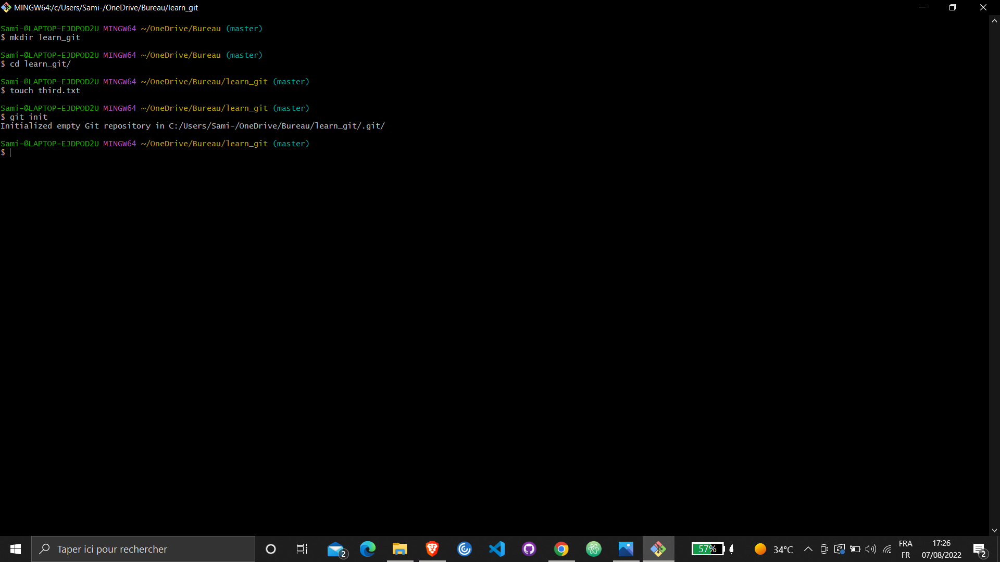 MINGW64:/c/Users/Sami-/OneDrive/Bureau/learn_git
Sami-@LAPTOP-EJDPOD2U MINGW64 ~/OneDrive/Bureau (master)
$ mkdir learn_git
Sami-@LAPTOP-EJDPOD2U MINGW64 ~/OneDrive/Bureau (master)
$ cd learn_git/
Sami-@LAPTOP-EJDPOD2U MINGW64 ~/OneDrive/Bureau/learn_git (master)
$ touch third.txt
Sami-@LAPTOP-EJDPOD2U MINGW64 ~/OneDrive/Bureau/learn_git (master)
$ git init
Initialized empty Git repository in C:/Users/Sami-/OneDrive/Bureau/learn_git/.git/
Sami-@LAPTOP-EJDPOD2U MINGW64 ~/OneDrive/Bureau/learn_git (master)
$
Taper ici pour rechercher
2
57%
34°C
FRA
FR
17:26
07/08/2022
2